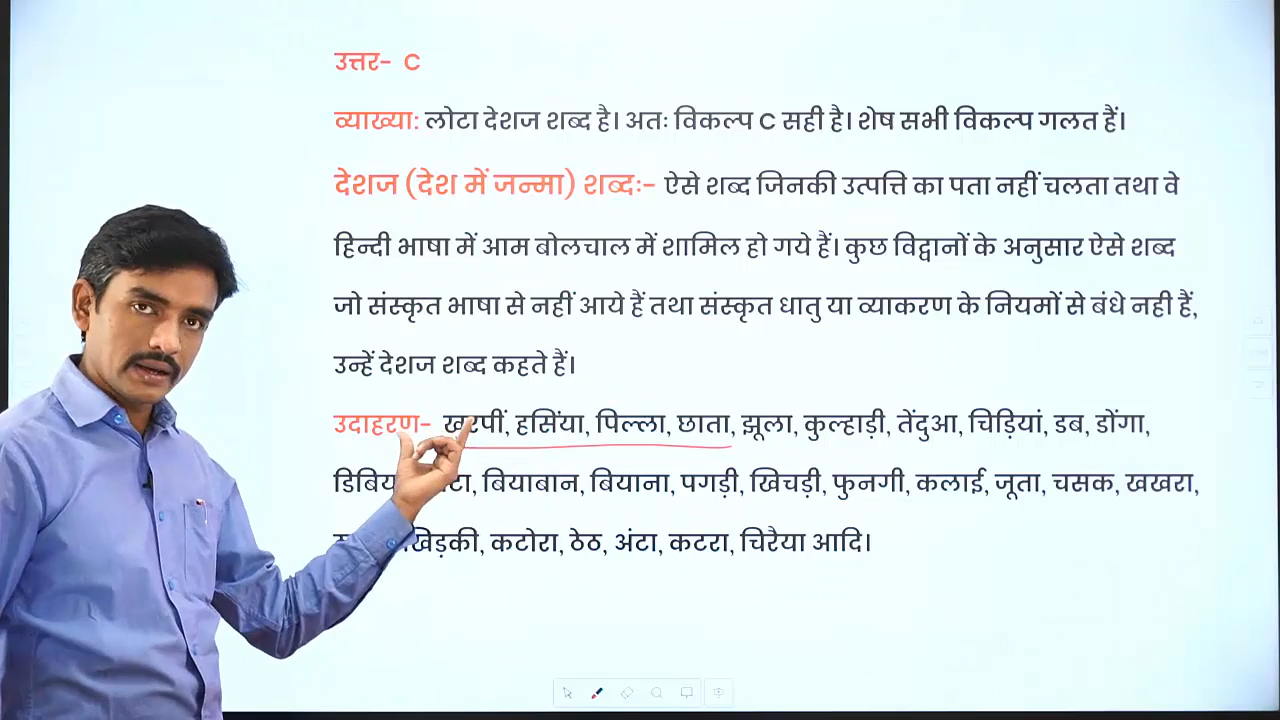 उत्तर- C
व्याख्या: लोटा देशज शब्द है। अतः विकल्प C सही है। शेष सभी विकल्प गलत हैं।
देशज (देश में जन्मा) शब्दः- ऐसे शब्द जिनकी उत्पत्ति का पता नहीं चलता तथा वे
हिन्दी भाषा में आम बोलचाल में शामिल हो गये हैं। कुछ विद्वानों के अनुसार ऐसे शब्द
जो संस्कृत भाषा से नहीं आये हैं तथा संस्कृत धातु या व्याकरण के नियमों से बंधे नही हैं,
उन्हें देशज शब्द कहते हैं।
उदाहरण- हसिंया, पिल्ला, छाता, झूला, कुल्हाड़ी, तेंदुआ, चिड़ियां, डब, डोंगा,
बियाबान, बियाना, पगड़ी, खिचड़ी, फुनगी, कलाई, जूता, चसक, खखरा,
खिड़की, कटोरा, ठेठ, अंटा, कटरा, चिरैया आदि।